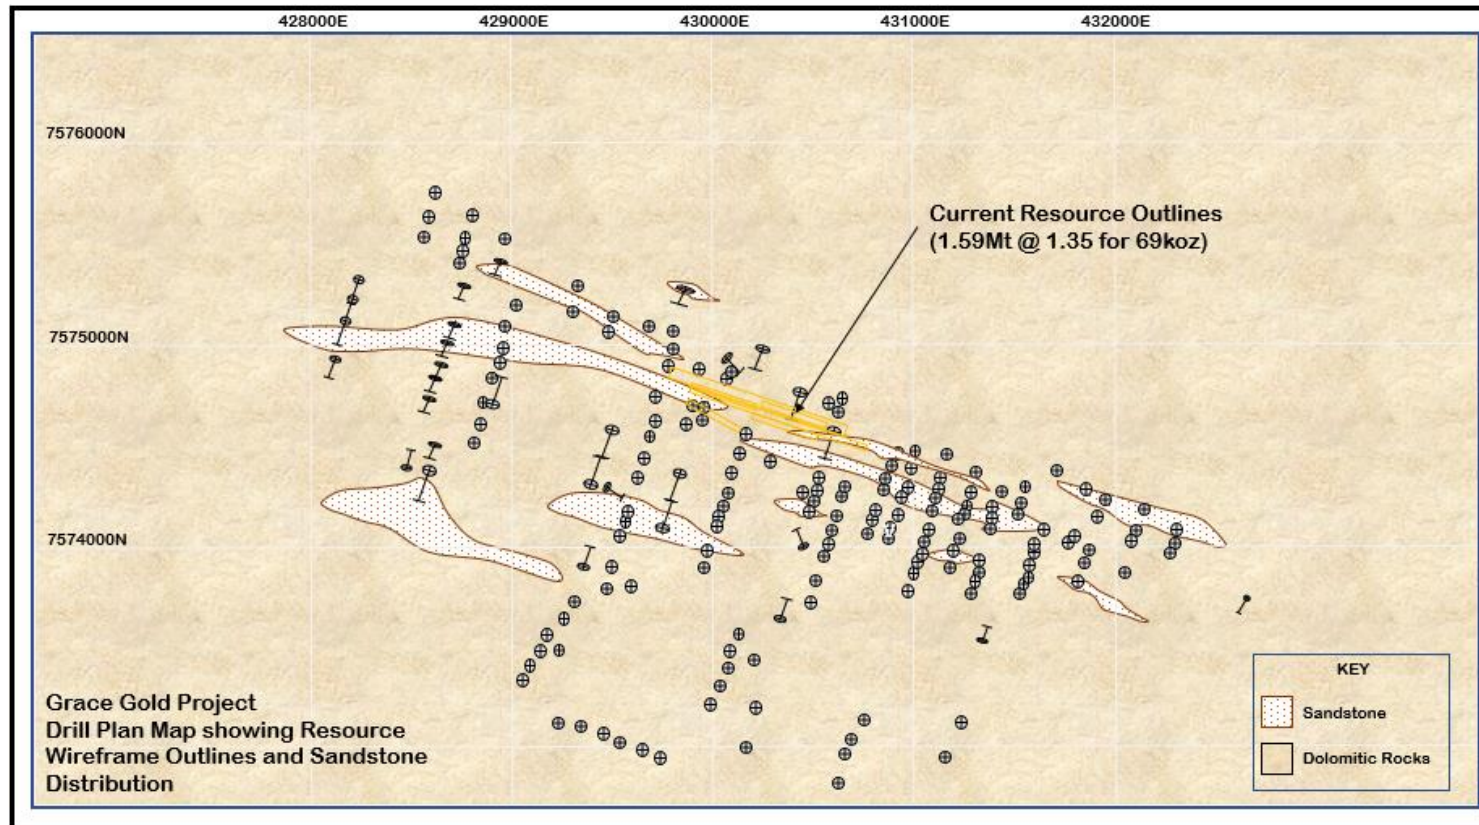 428000E 429000E 430000E 431000E 432000E
7576000N
Current Resource Outlines
(1.59Mt @ 1.35 for 69koz)
7575000N
7574000N
Grace Gold Project
Drill Plan Map showing Resource
Wireframe Outlines and Sandstone
Distribution
KEY
Sandstone
Dolomitic Rocks